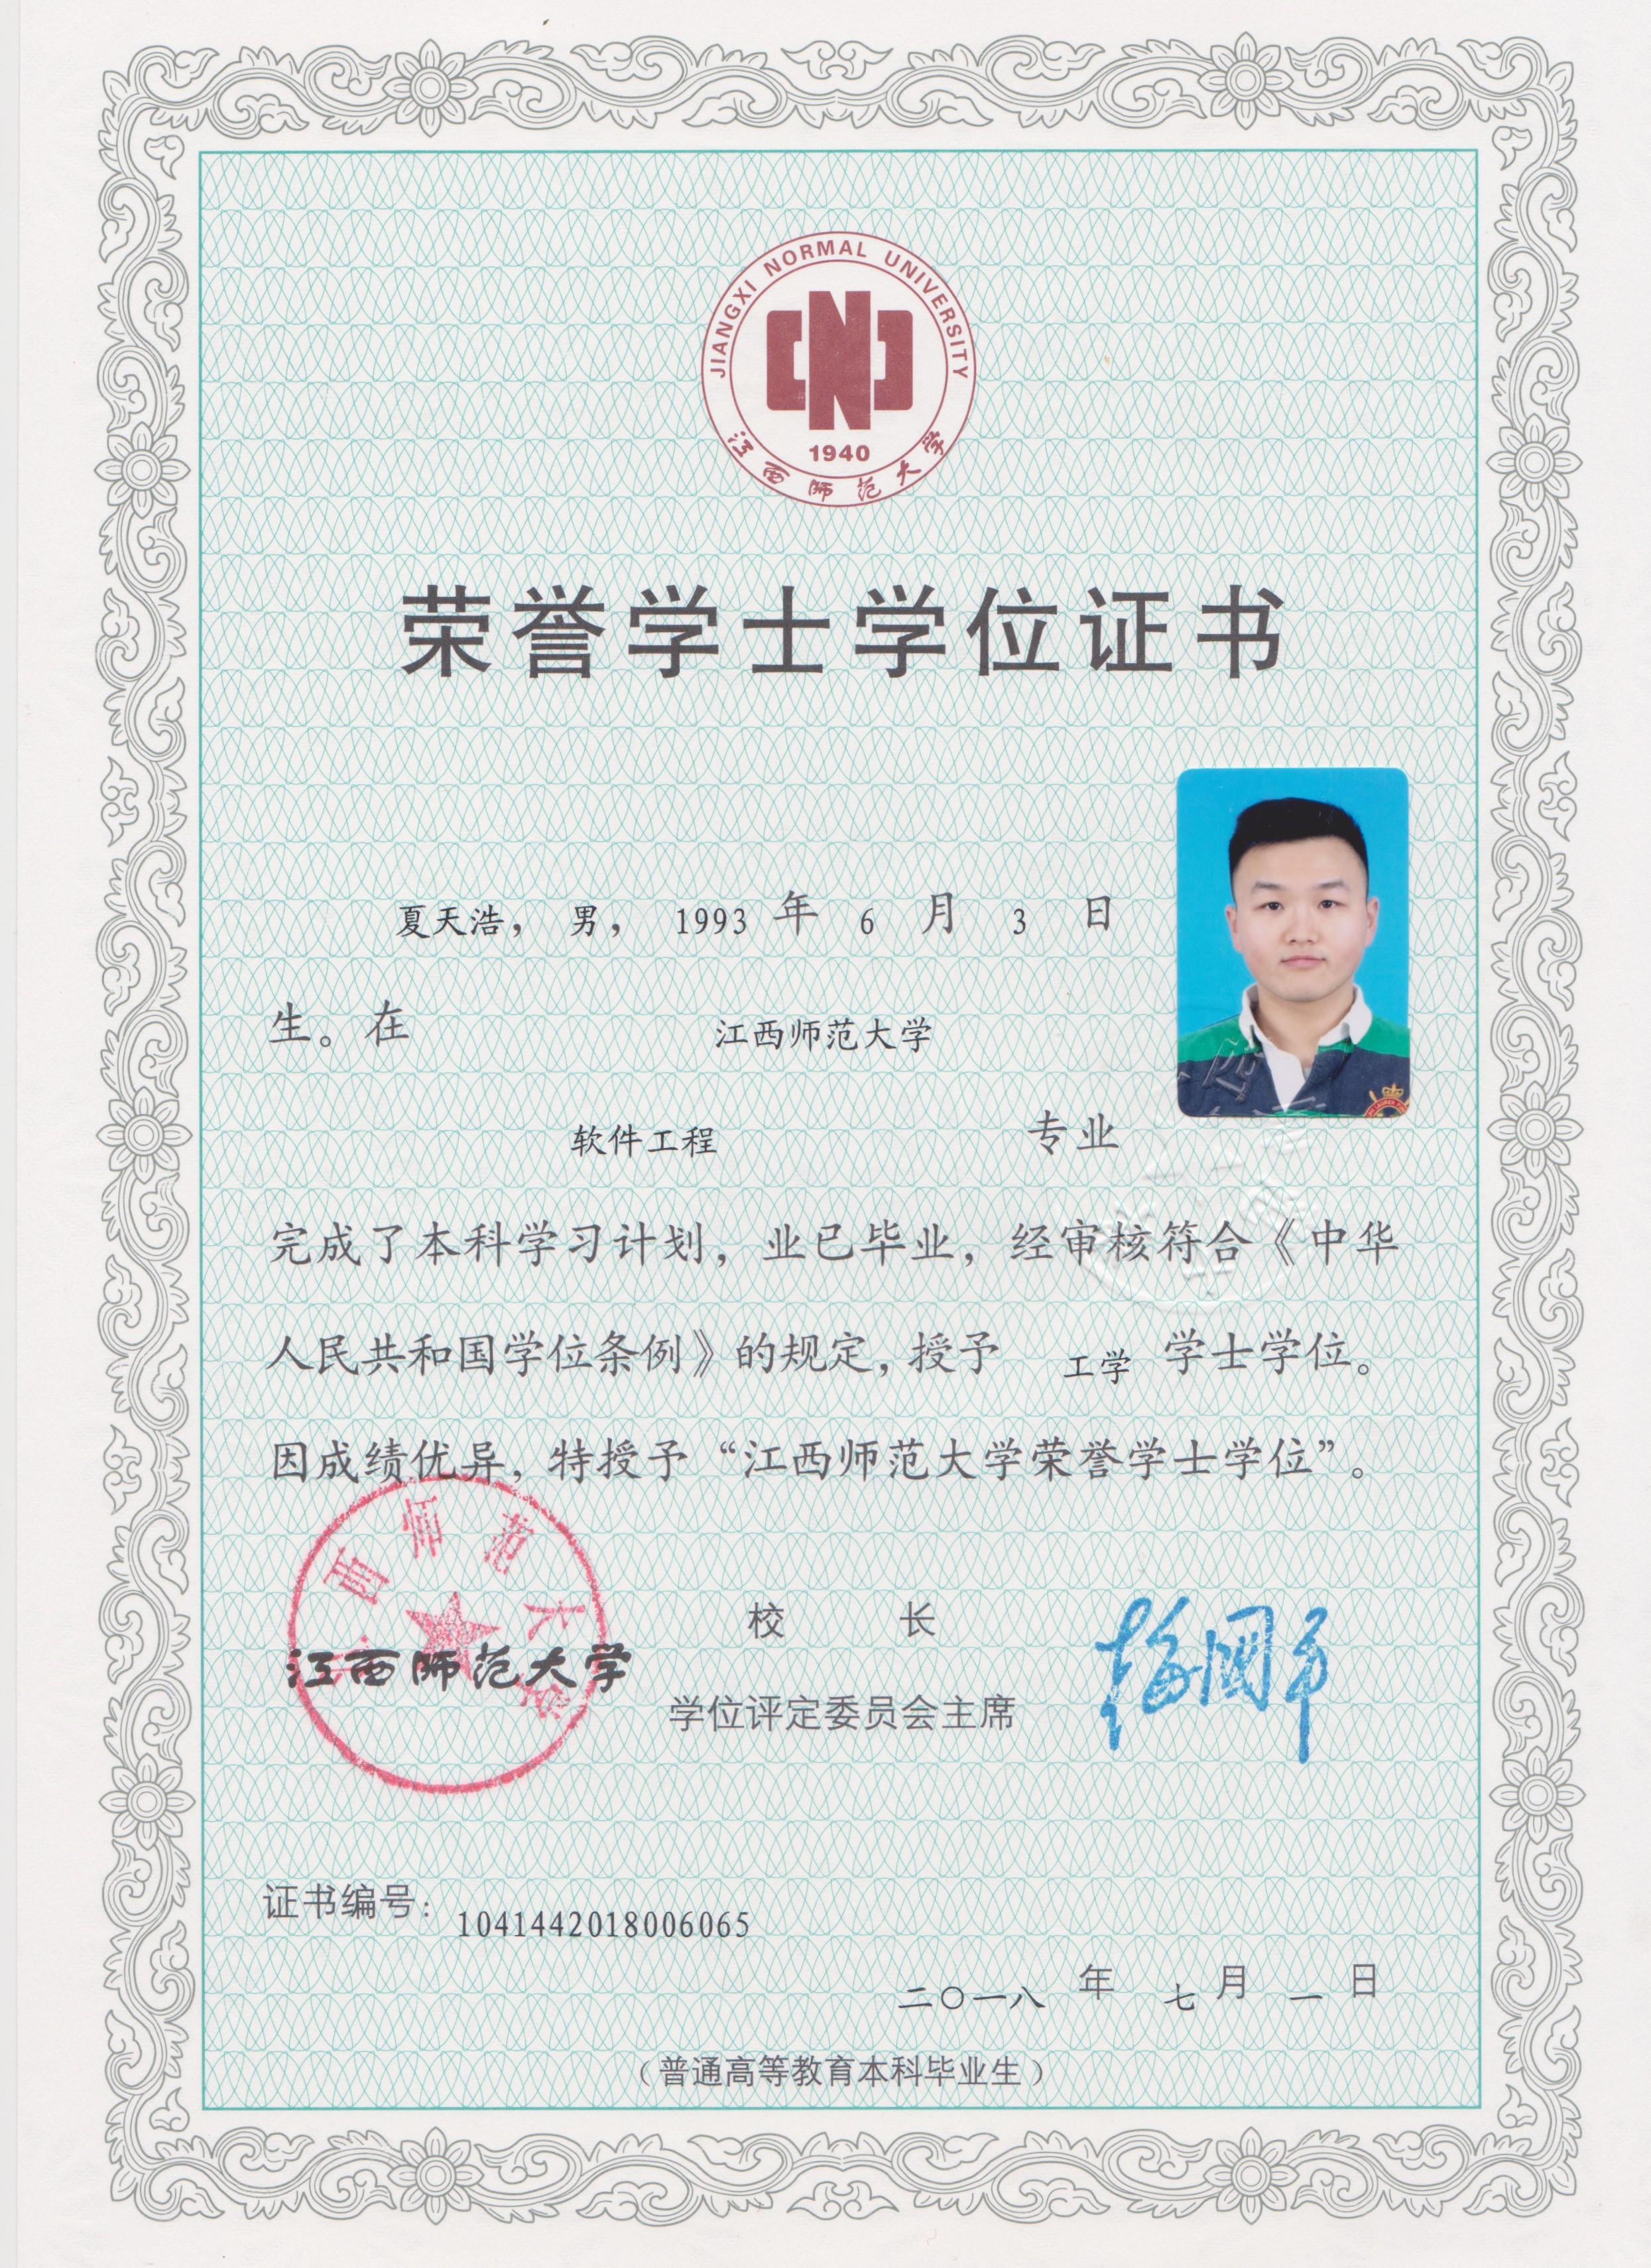 JIANGXI NORMAL UNIVERSITY
1940
江西师范大学
荣誉学士学位证书
夏天浩， 男， 1993 年 6 月 3 日
生。在 江西师范大学
软件工程 专业
完成了本科学习计划，业已毕业，经审核符合《中华
人民共和国学位条例》的规定，授予 工学 学士学位。
因成绩优异，特授予“江西师范大学荣誉学士学位”。
江西师范大学
江西师范大学
校 长
学位评定委员会主席
证书编号：1041442018006065
二〇一八 年 七 月 一 日
（普通高等教育本科毕业生）